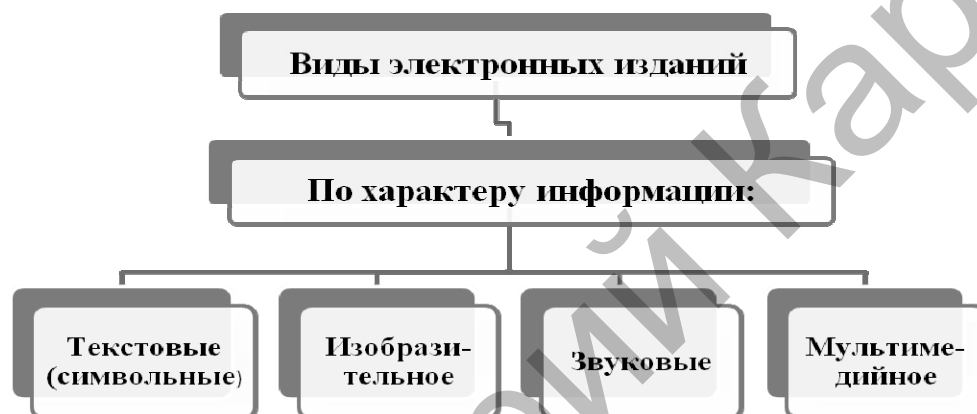 Виды электронных изданий
По характеру информации:
Текстовые
(символьные)
Изобрази-
тельное
Звуковые
Мультиме-
дийное